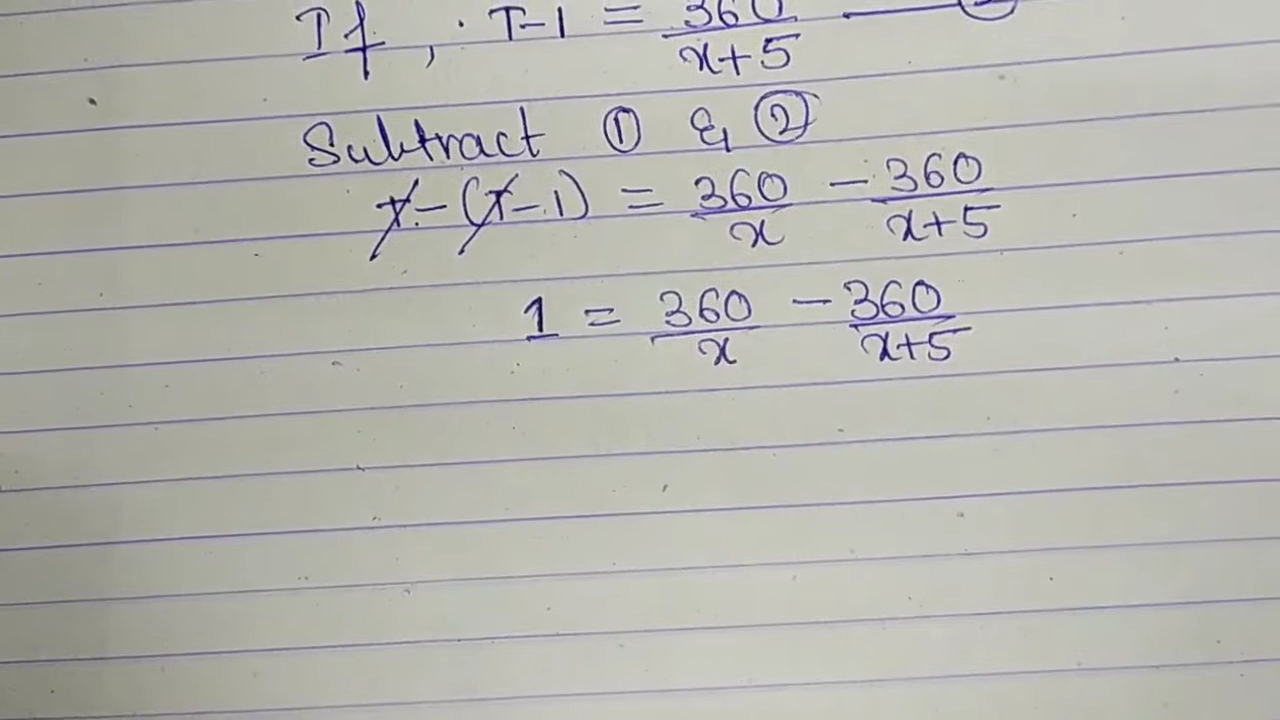 If, T-1 = 360/x+5 ——— ②
Subtract ① & ②
T - (T-1) = 360/x - 360/x+5
1 = 360/x - 360/x+5